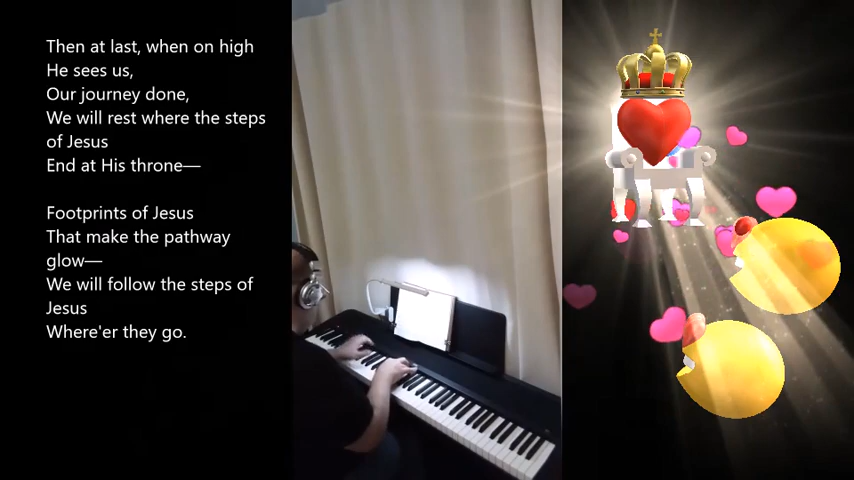 Then at last, when on high
He sees us,
Our journey done,
We will rest where the steps
of Jesus
End at His throne—
Footprints of Jesus
That make the pathway
glow—
We will follow the steps of
Jesus
Where'er they go.